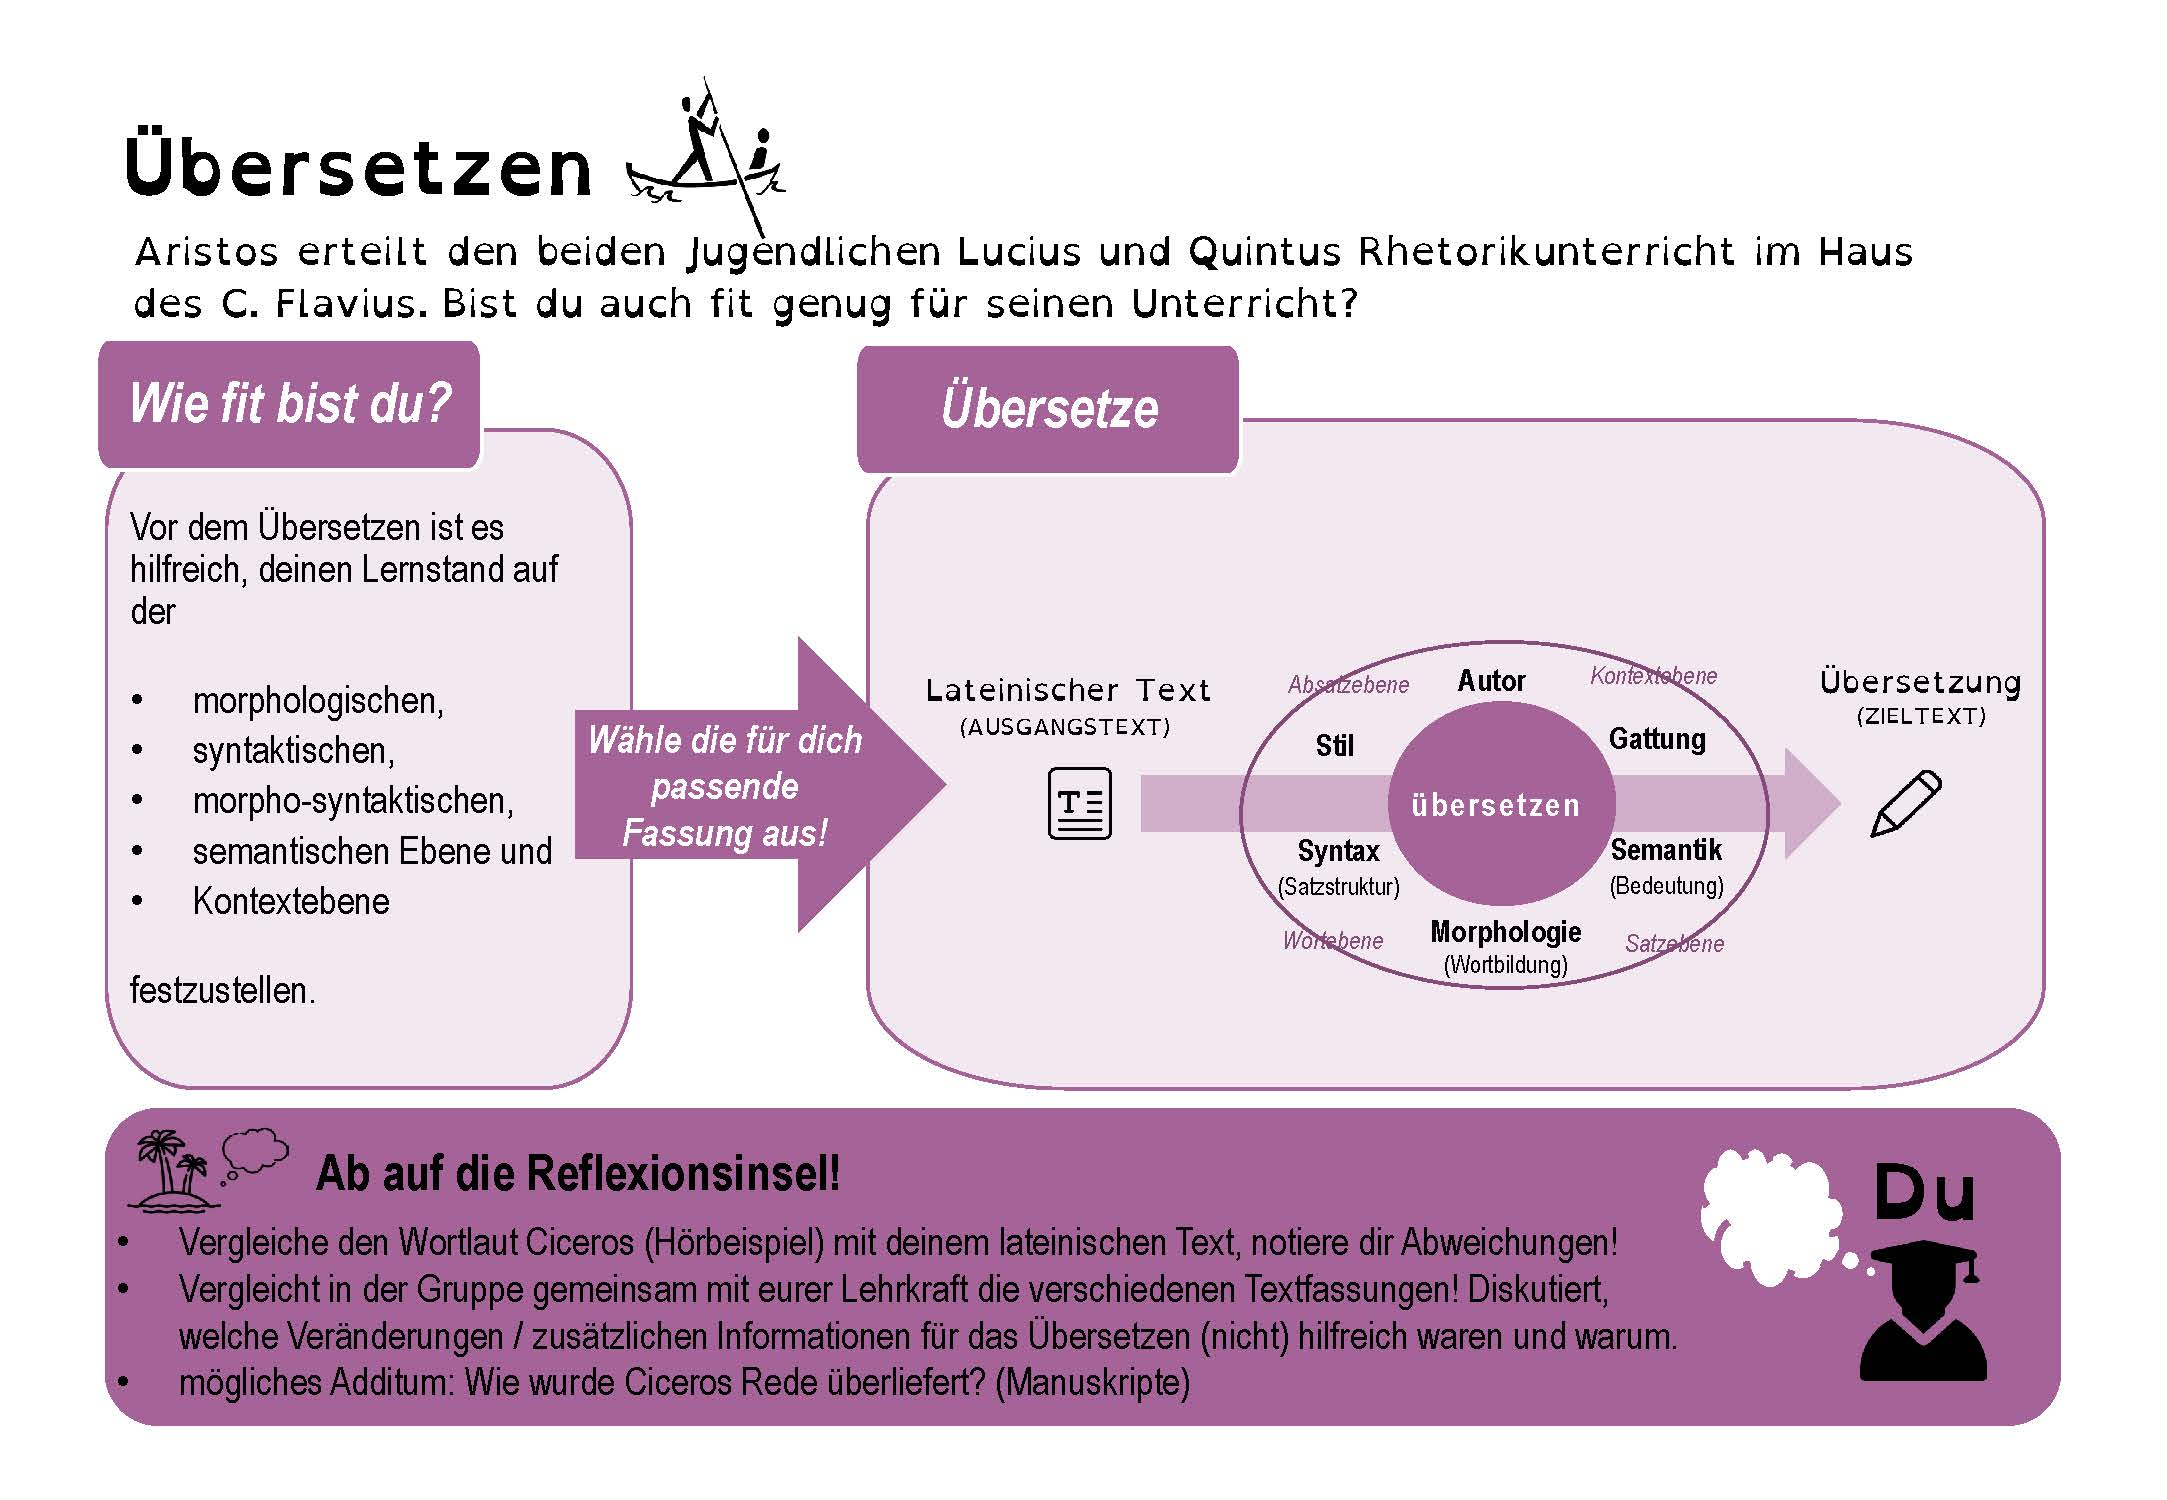 Übersetzen
Aristos erteilt den beiden Jugendlichen Lucius und Quintus Rhetorikunterricht im Haus
des C. Flavius. Bist du auch fit genug für seinen Unterricht?
Wie fit bist du?
Vor dem Übersetzen ist es
hilfreich, deinen Lernstand auf
der
• morphologischen,
• syntaktischen,
• morpho-syntaktischen,
• semantischen Ebene und
• Kontextebene
festzustellen.
Wähle die für dich
passende
Fassung aus!
Übersetze
Lateinischer Text
(AUSGANGSTEXT)
Absatzebene
Autor
Kontextebene
Stil
Gattung
übersetzen
Syntax
(Satzstruktur)
Semantik
(Bedeutung)
Wortebene
Morphologie
(Wortbildung)
Satzebene
Übersetzung
(ZIELTEXT)
Ab auf die Reflexionsinsel!
• Vergleiche den Wortlaut Ciceros (Hörbeispiel) mit deinem lateinischen Text, notiere dir Abweichungen!
• Vergleicht in der Gruppe gemeinsam mit eurer Lehrkraft die verschiedenen Textfassungen! Diskutiert,
welche Veränderungen / zusätzlichen Informationen für das Übersetzen (nicht) hilfreich waren und warum.
• mögliches Additum: Wie wurde Ciceros Rede überliefert? (Manuskripte)
Du